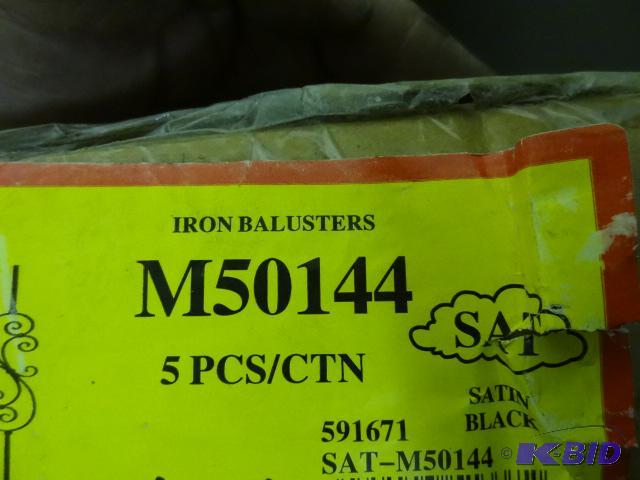 IRON BALUSTERS
M50144
SAT
5 PCS/CTN
SATIN
BLACK
591671
SAT-M50144
© K-BID